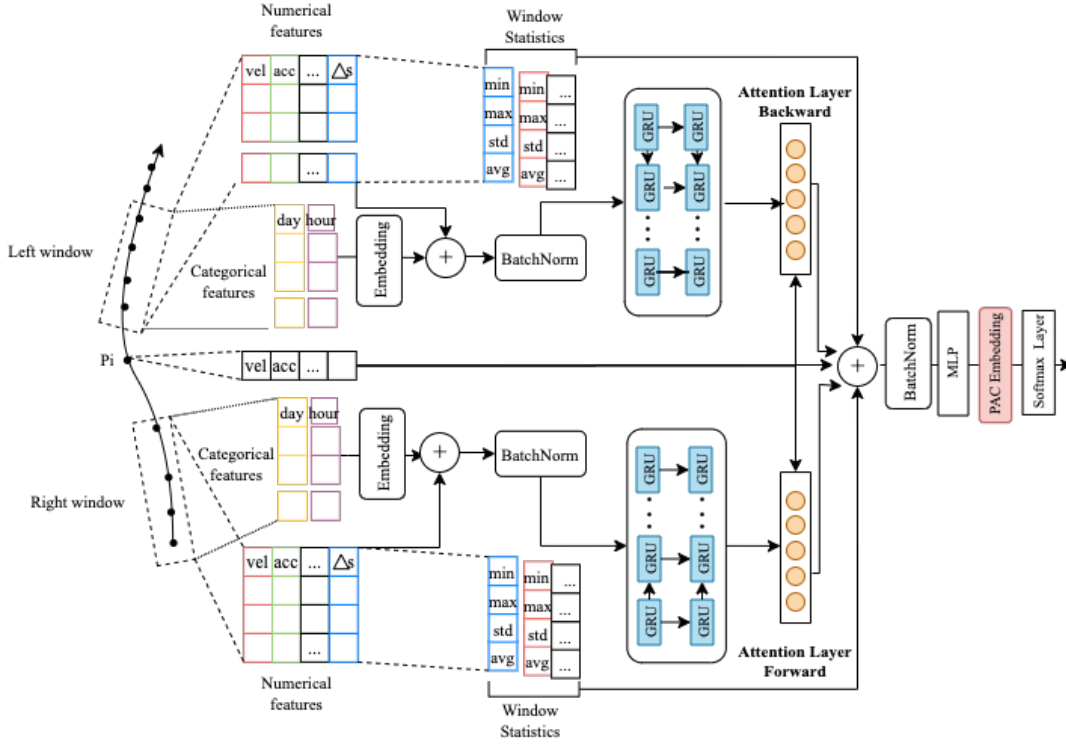 Numerical
features
Window
Statistics
vel acc ... Δs
...
min
max
std
avg
min ...
max ...
std ...
avg ...
GRU GRU
GRU GRU
GRU GRU
Attention Layer
Backward
Left window
day hour
Categorical
features
Embedding
+
BatchNorm
Pi
vel acc ...
+
BatchNorm
MLP
PAC Embedding
Softmax Layer
day hour
Categorical
features
Embedding
+
BatchNorm
GRU GRU
GRU GRU
GRU GRU
Right window
vel acc ... Δs
...
min
max
std
avg
min ...
max ...
std ...
avg ...
Attention Layer
Forward
Numerical
features
Window
Statistics